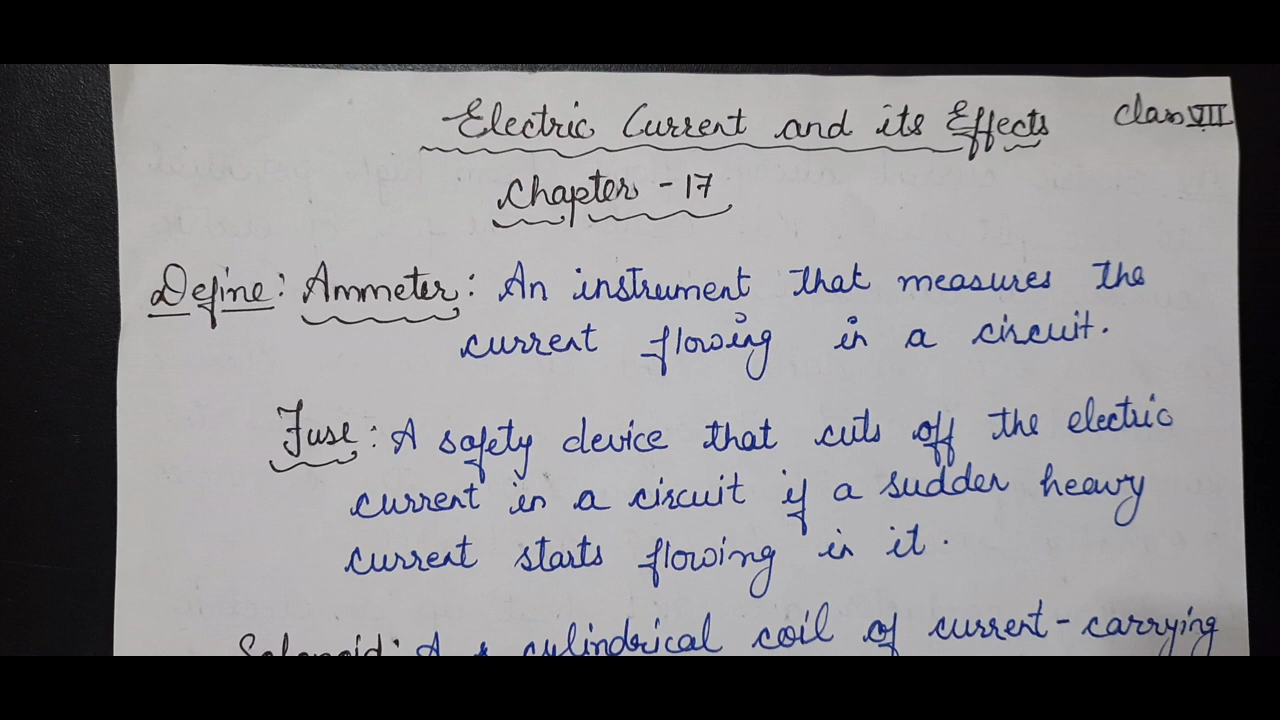 Electric Current and its Effects Class VII
Chapter - 17
Define: Ammeter: An instrument that measures the
current flowing in a circuit.
Fuse: A safety device that cuts off the electric
current in a circuit if a sudden heavy
current starts flowing in it.
Solenoid: A cylindrical coil of current-carrying